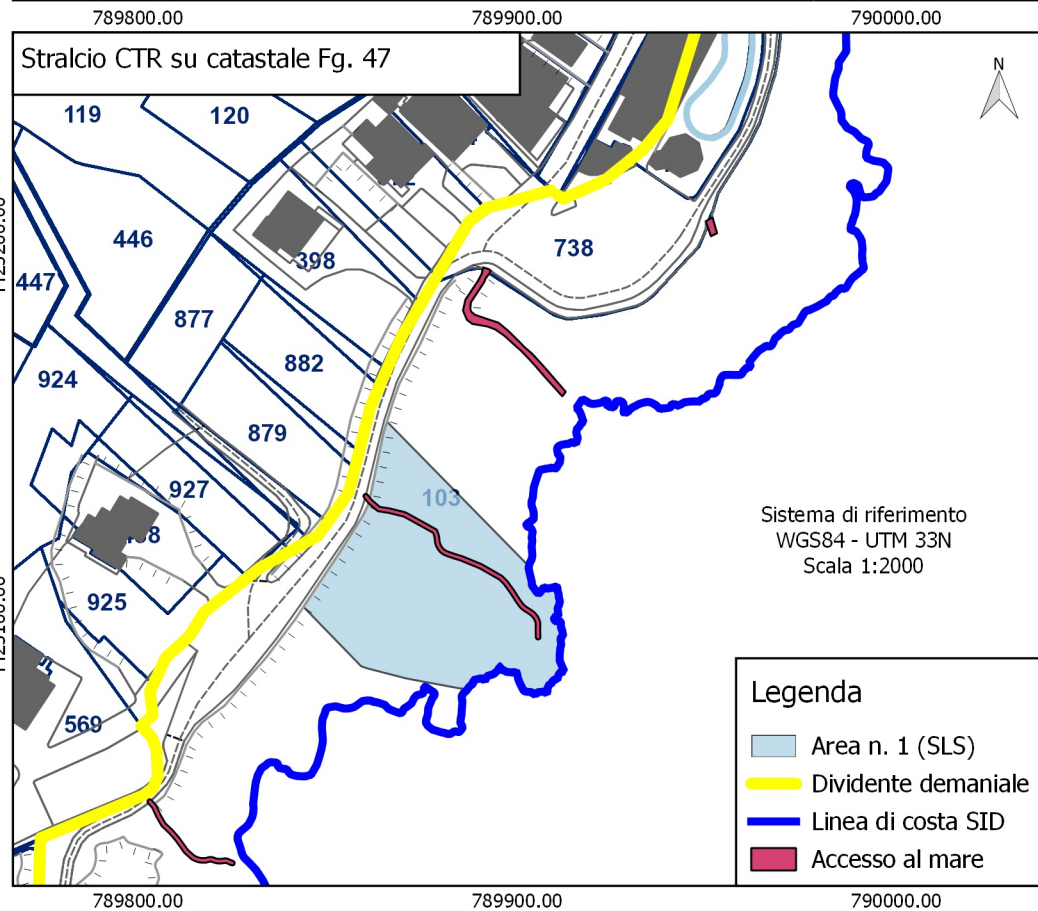 789800.00 789900.00 790000.00
Stralcio CTR su catastale Fg. 47
N
119
120
446
738
398
447
877
882
924
879
103
927
925
569
Sistema di riferimento
WGS84 - UTM 33N
Scala 1:2000
Legenda
Area n. 1 (SLS)
Dividente demaniale
Linea di costa SID
Accesso al mare
789800.00 789900.00 790000.00